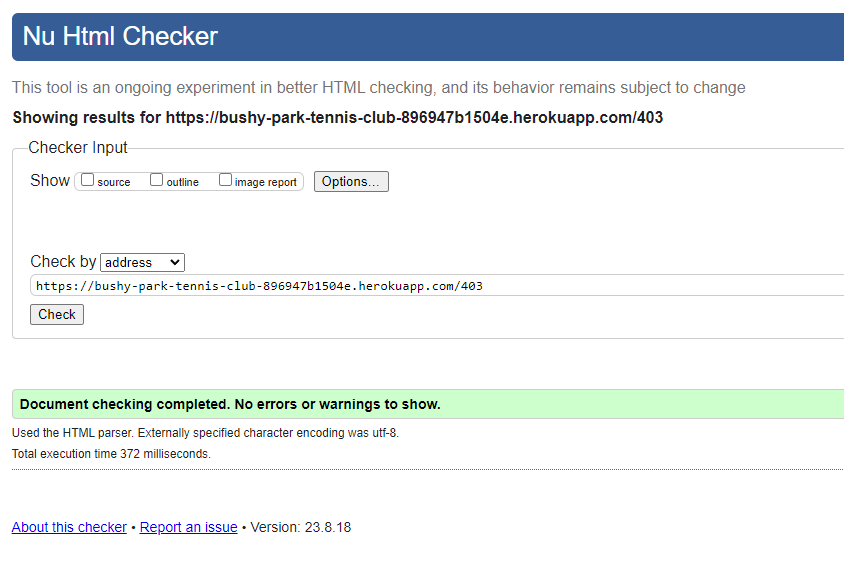 Nu Html Checker
This tool is an ongoing experiment in better HTML checking, and its behavior remains subject to change
Showing results for https://bushy-park-tennis-club-896947b1504e.herokuapp.com/403
Checker Input
Show source outline image report Options...
Check by address
https://bushy-park-tennis-club-896947b1504e.herokuapp.com/403
Check
Document checking completed. No errors or warnings to show.
Used the HTML parser. Externally specified character encoding was utf-8.
Total execution time 372 milliseconds.
About this checker • Report an issue • Version: 23.8.18